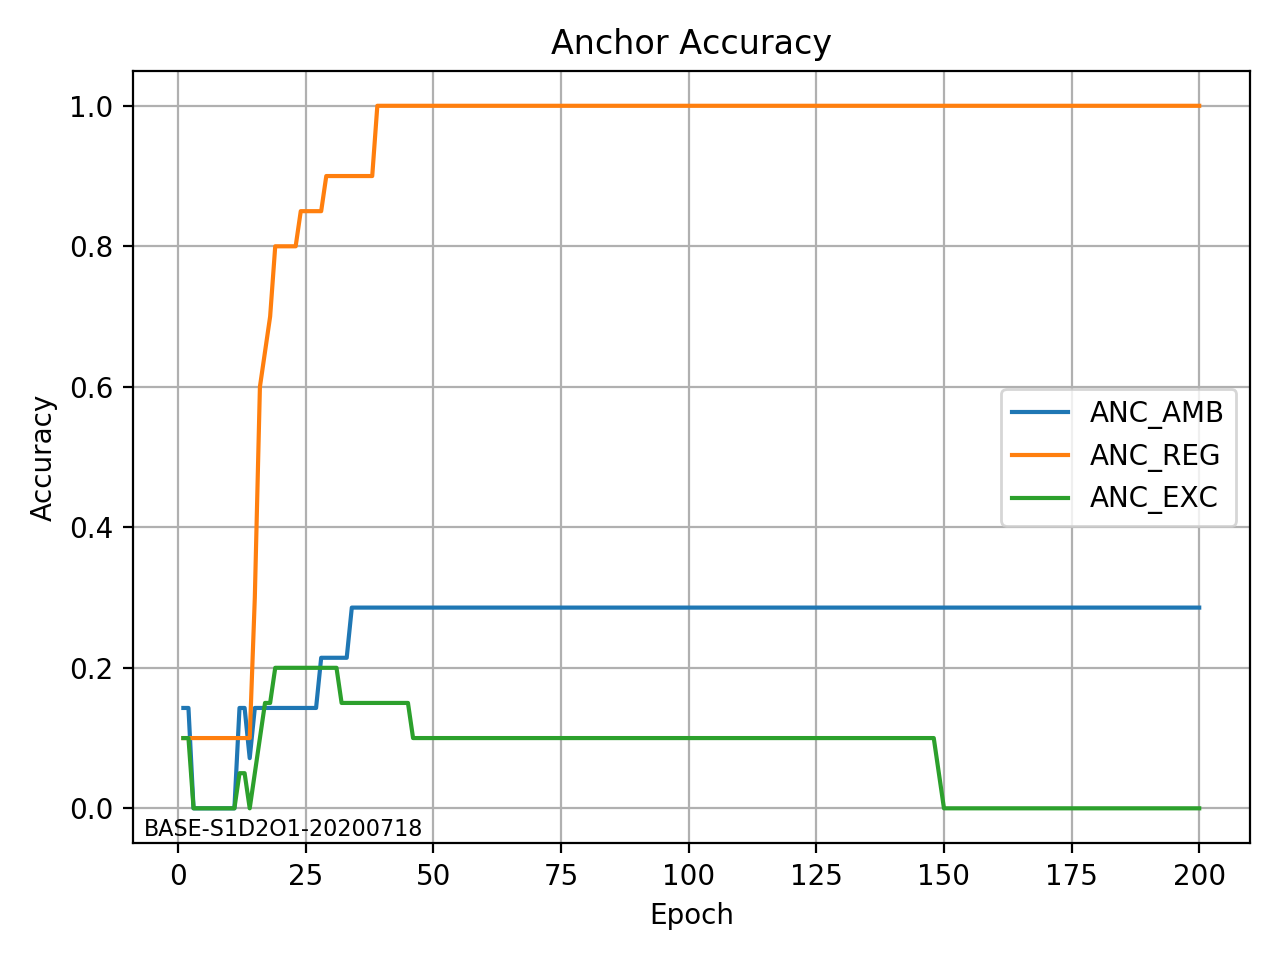 Anchor Accuracy
1.0
0.8
0.6
0.4
0.2
0.0
Accuracy
ANC_AMB
ANC_REG
ANC_EXC
BASE-S1D2O1-20200718
0 25 50 75 100 125 150 175 200
Epoch